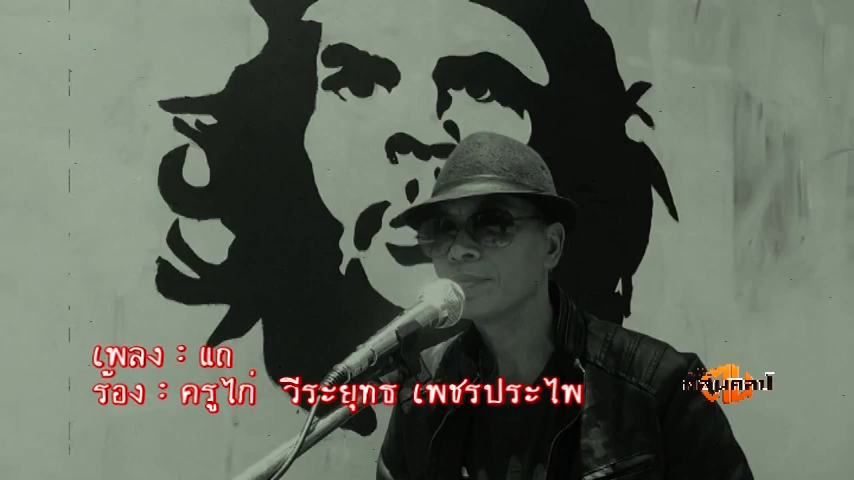 เพลง : แถ
ร้อง : ครูไก่ วีระยุทธ เพชรประไพ